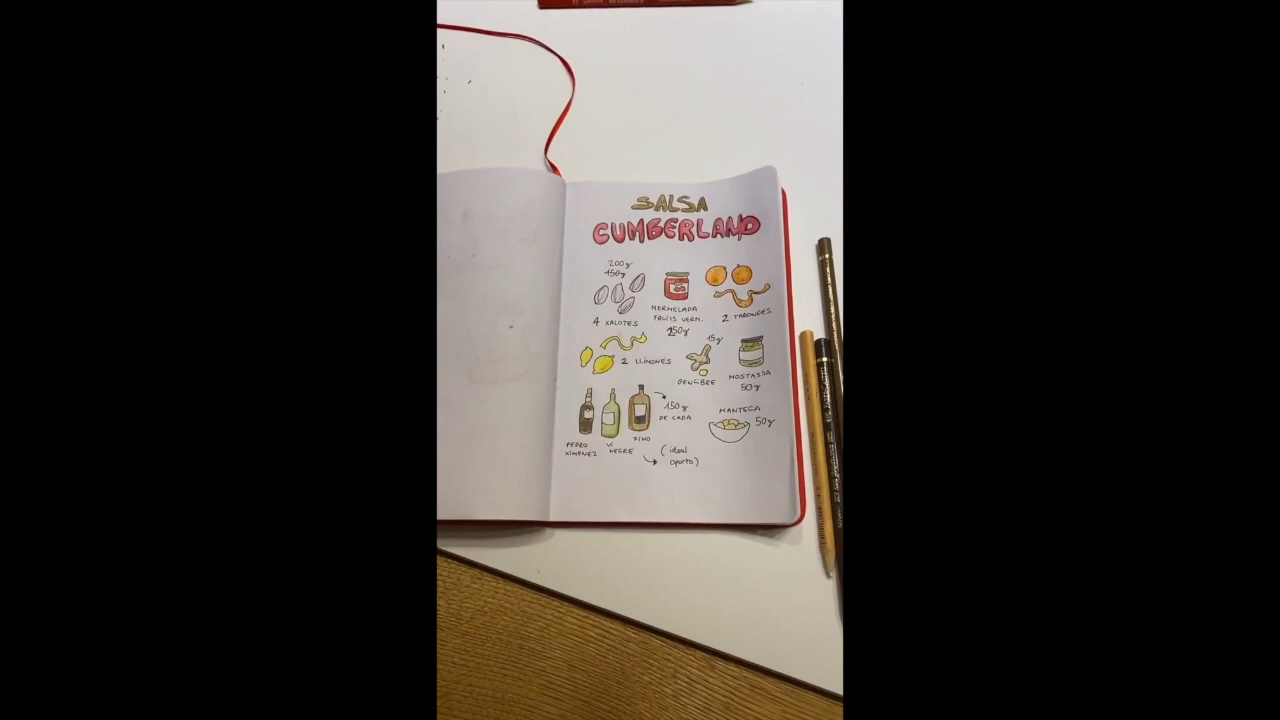 SALSA
CUMBERLAND
200g
150g
4 XALOTES
MERMELADA
FRUITS VERM.
250g
2 TARONGES
2 LLIMONES
15g
GENGIBRE
MOSTASSA
50g
PEDRO
XIMENEZ
VI
NEGRE
FINO
150g
DE CADA
(ideal
oporto)
MANTEGA
50g